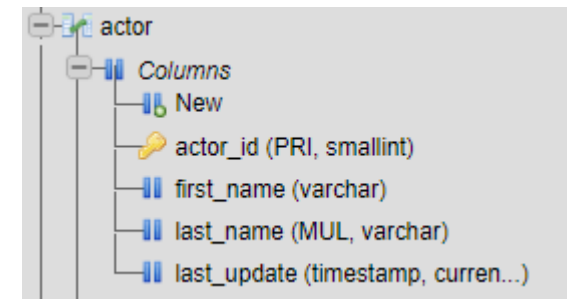 actor
Columns
New
actor_id (PRI, smallint)
first_name (varchar)
last_name (MUL, varchar)
last_update (timestamp, curren...)